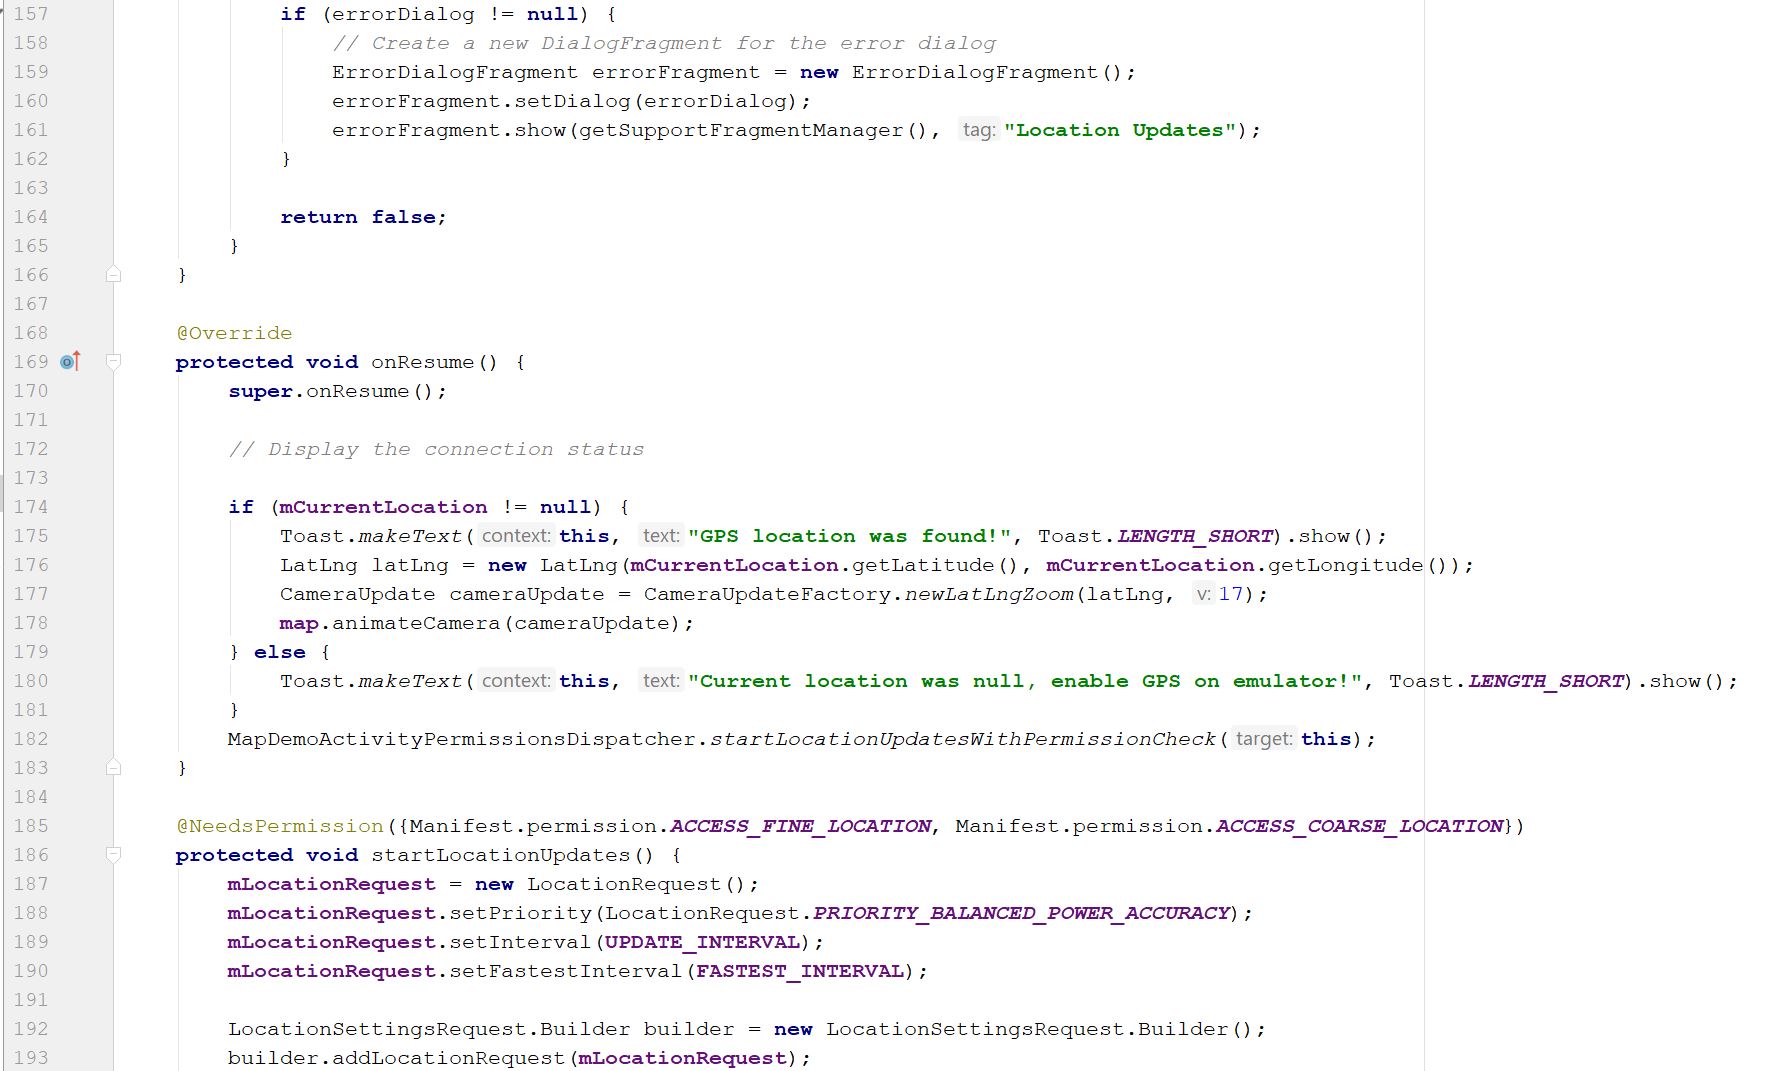 157 if (errorDialog != null) {
158 // Create a new DialogFragment for the error dialog
159 ErrorDialogFragment errorFragment = new ErrorDialogFragment();
160 errorFragment.setDialog(errorDialog);
161 errorFragment.show(getSupportFragmentManager(), tag: "Location Updates");
162 }
163
164 return false;
165 }
166 }
167
168 @Override
169 protected void onResume() {
170 super.onResume();
171
172 // Display the connection status
173
174 if (mCurrentLocation != null) {
175 Toast.makeText( context: this, text: "GPS location was found!", Toast.LENGTH_SHORT).show();
176 LatLng latLng = new LatLng(mCurrentLocation.getLatitude(), mCurrentLocation.getLongitude());
177 CameraUpdate cameraUpdate = CameraUpdateFactory.newLatLngZoom(latLng, v: 17);
178 map.animateCamera(cameraUpdate);
179 } else {
180 Toast.makeText( context: this, text: "Current location was null, enable GPS on emulator!", Toast.LENGTH_SHORT).show();
181 }
182 MapDemoActivityPermissionsDispatcher.startLocationUpdatesWithPermissionCheck( target: this);
183 }
184
185 @NeedsPermission({Manifest.permission.ACCESS_FINE_LOCATION, Manifest.permission.ACCESS_COARSE_LOCATION})
186 protected void startLocationUpdates() {
187 mLocationRequest = new LocationRequest();
188 mLocationRequest.setPriority(LocationRequest.PRIORITY_BALANCED_POWER_ACCURACY);
189 mLocationRequest.setInterval(UPDATE_INTERVAL);
190 mLocationRequest.setFastestInterval(FASTEST_INTERVAL);
191
192 LocationSettingsRequest.Builder builder = new LocationSettingsRequest.Builder();
193 builder.addLocationRequest(mLocationRequest);